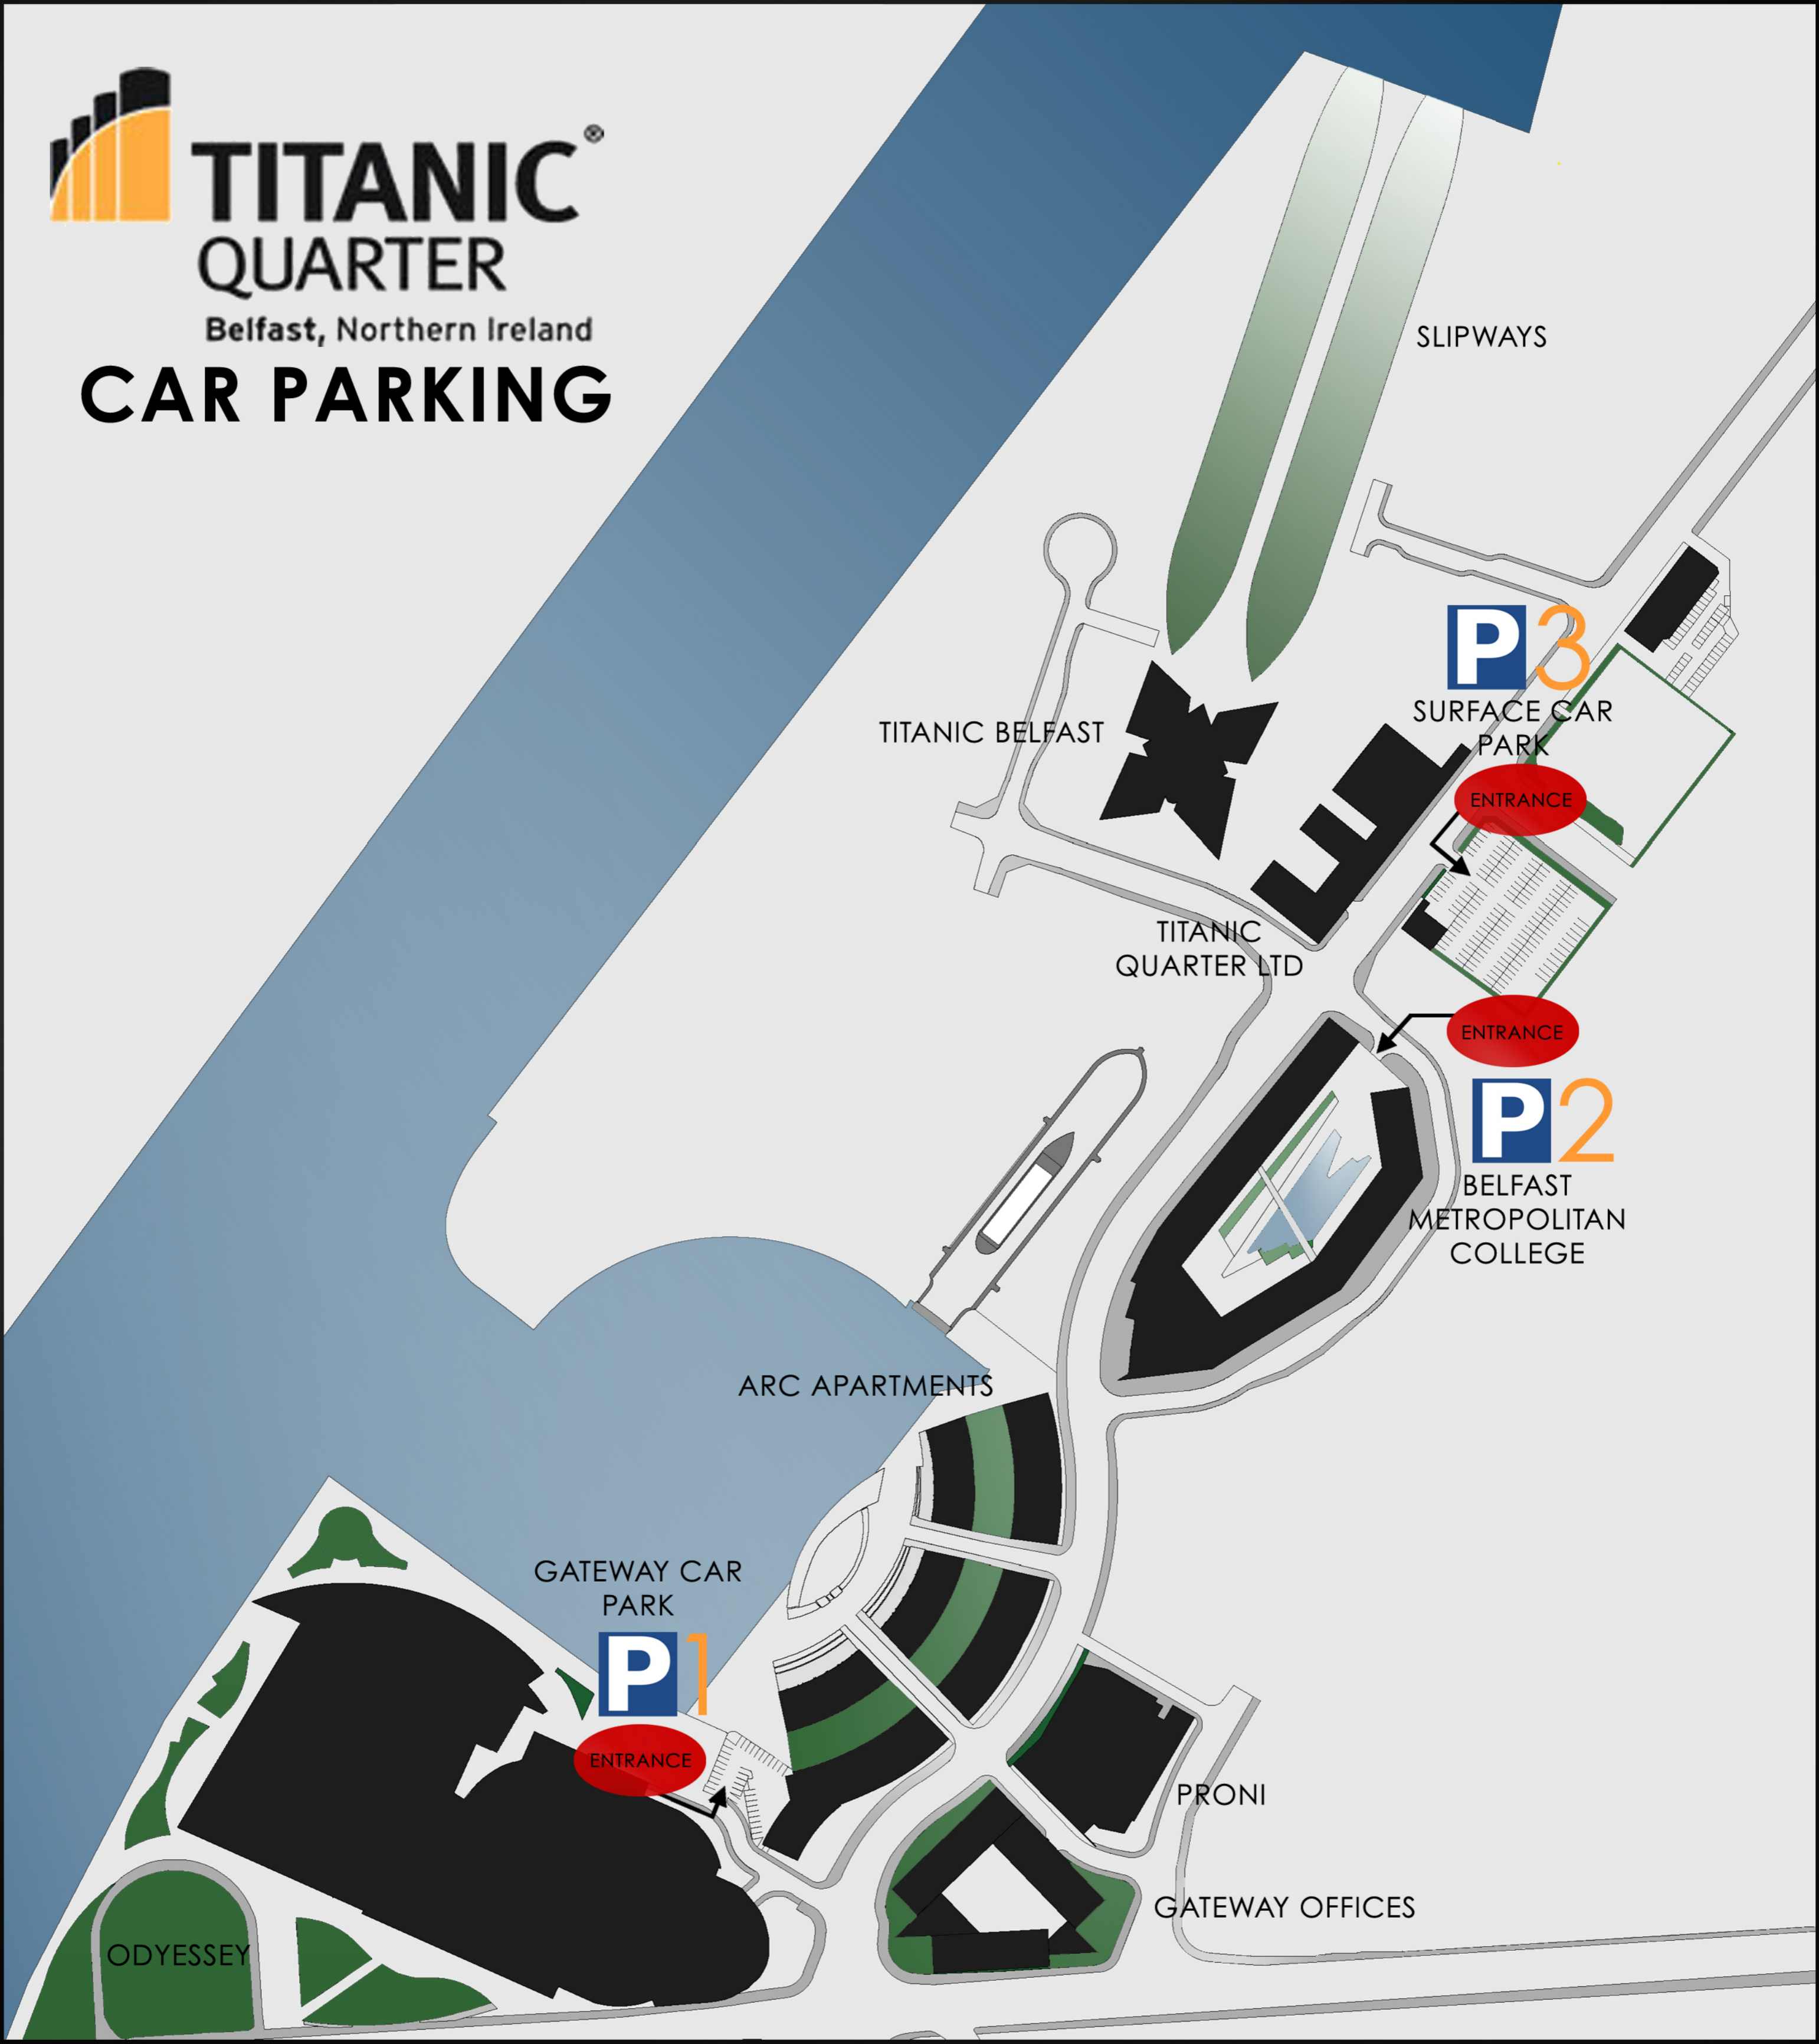 TITANIC®
QUARTER
Belfast, Northern Ireland
CAR PARKING
SLIPWAYS
P3
SURFACE CAR
PARK
ENTRANCE
TITANIC BELFAST
TITANIC
QUARTER LTD
ENTRANCE
P2
BELFAST
METROPOLITAN
COLLEGE
ARC APARTMENTS
GATEWAY CAR
PARK
P1
ENTRANCE
PRONI
GATEWAY OFFICES
ODYESSEY